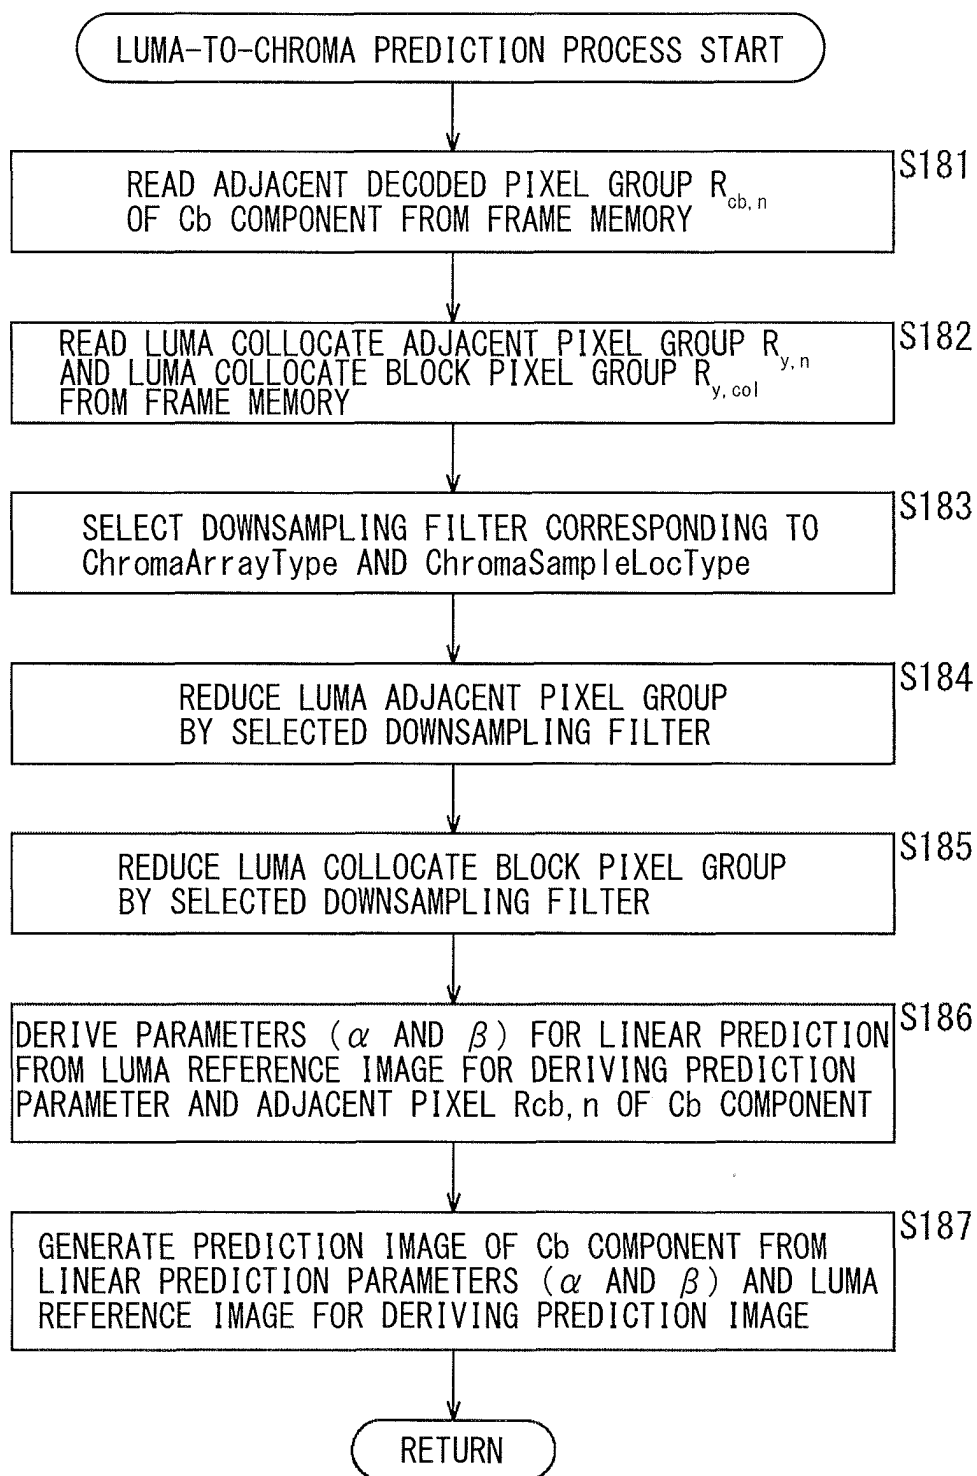 LUMA-TO-CHROMA PREDICTION PROCESS START
S181
READ ADJACENT DECODED PIXEL GROUP Rcb,n
OF Cb COMPONENT FROM FRAME MEMORY
S182
READ LUMA COLLOCATE ADJACENT PIXEL GROUP Ry,n
AND LUMA COLLOCATE BLOCK PIXEL GROUP Ry,col
FROM FRAME MEMORY
S183
SELECT DOWNSAMPLING FILTER CORRESPONDING TO
ChromaArrayType AND ChromaSampleLocType
S184
REDUCE LUMA ADJACENT PIXEL GROUP
BY SELECTED DOWNSAMPLING FILTER
S185
REDUCE LUMA COLLOCATE BLOCK PIXEL GROUP
BY SELECTED DOWNSAMPLING FILTER
S186
DERIVE PARAMETERS (α AND β) FOR LINEAR PREDICTION
FROM LUMA REFERENCE IMAGE FOR DERIVING PREDICTION
PARAMETER AND ADJACENT PIXEL Rcb,n OF Cb COMPONENT
S187
GENERATE PREDICTION IMAGE OF Cb COMPONENT FROM
LINEAR PREDICTION PARAMETERS (α AND β) AND LUMA
REFERENCE IMAGE FOR DERIVING PREDICTION IMAGE
RETURN